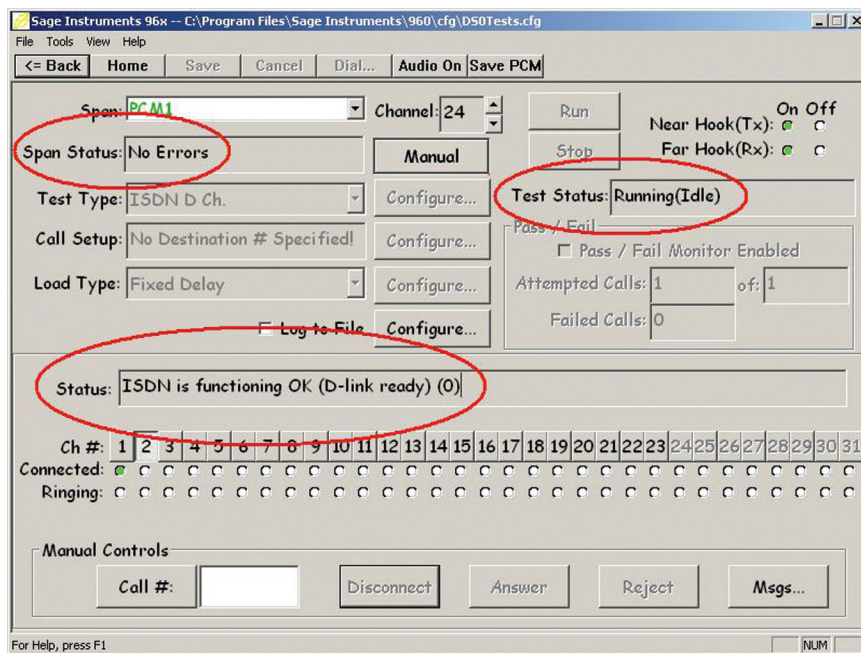 Sage Instruments 96x -- C:\Program Files\Sage Instruments\960\cfg\DS0Tests.cfg
File Tools View Help
<= Back Home Save Cancel Dial... Audio On Save PCM
Span: PCM1 Channel: 24 Run On Off
Near Hook(Tx):
Span Status: No Errors Manual Stop Far Hook(Rx):
Test Type: ISDN D Ch. Configure... Test Status: Running(Idle)
Call Setup: No Destination # Specified! Configure... Pass / Fail
Pass / Fail Monitor Enabled
Load Type: Fixed Delay Configure... Attempted Calls: 1 of: 1
Log to File Configure... Failed Calls: 0
Status: ISDN is functioning OK (D-link ready) (0)
Ch #: 1 2 3 4 5 6 7 8 9 10 11 12 13 14 15 16 17 18 19 20 21 22 23 24 25 26 27 28 29 30 31
Connected:
Ringing:
Manual Controls
Call #: Disconnect Answer Reject Msgs...
For Help, press F1 NUM